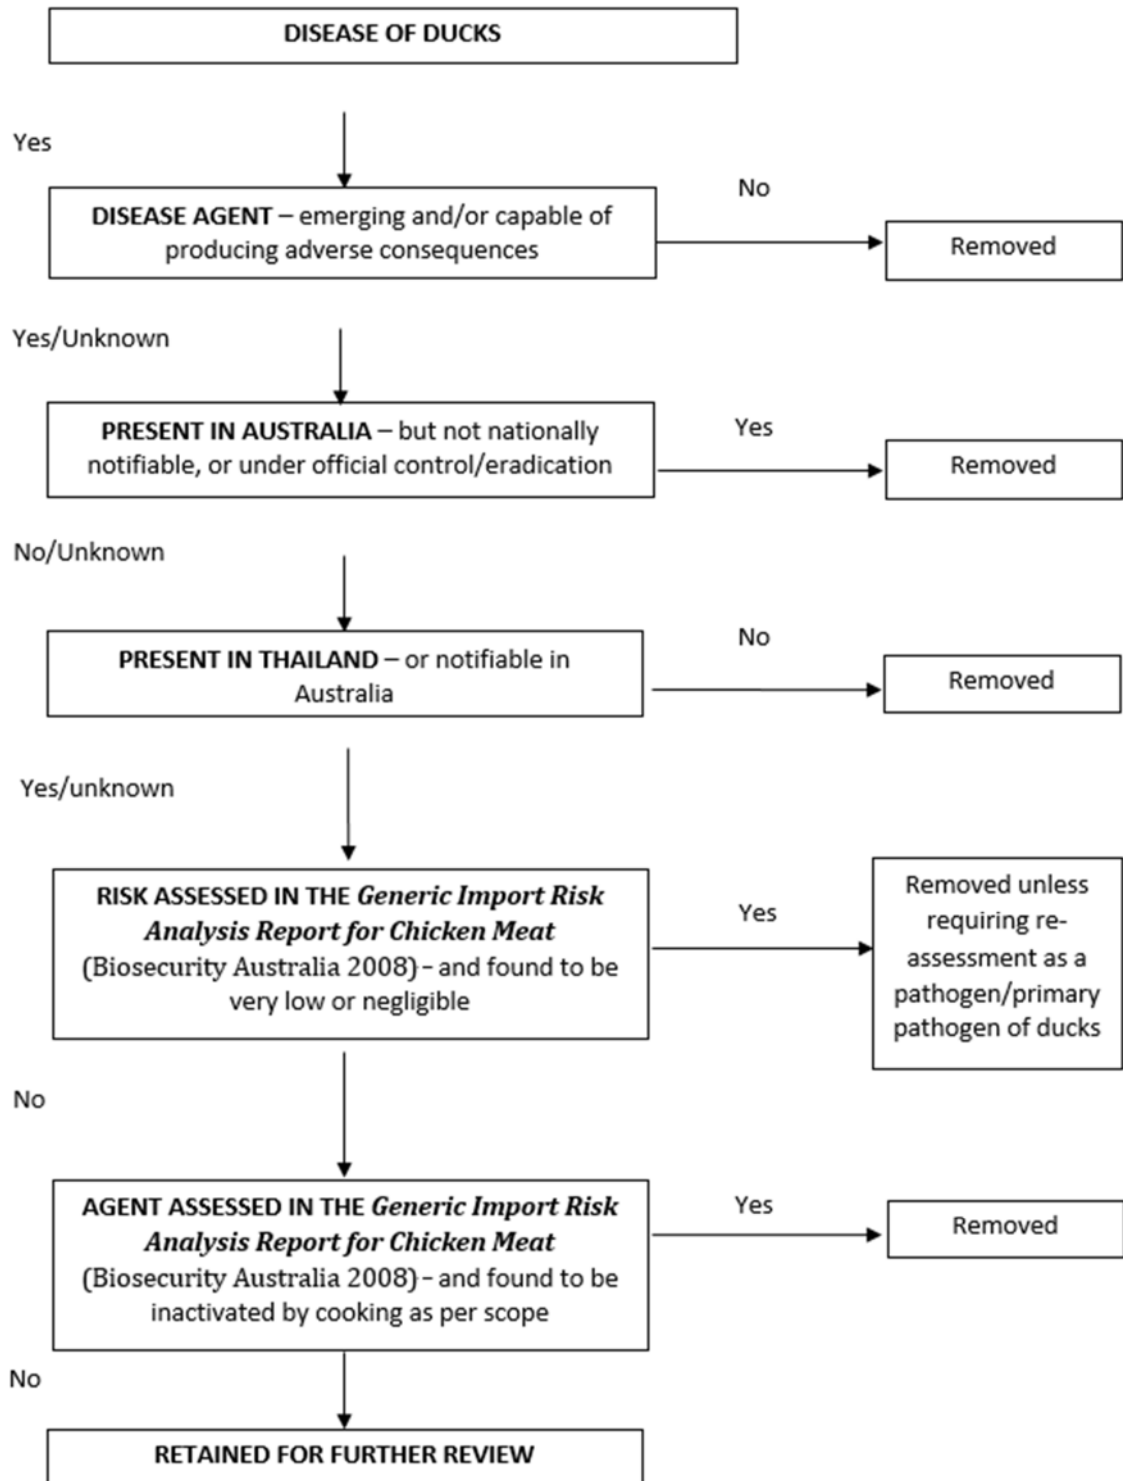 DISEASE OF DUCKS
Yes
DISEASE AGENT – emerging and/or capable of
producing adverse consequences
No
Removed
Yes/Unknown
PRESENT IN AUSTRALIA – but not nationally
notifiable, or under official control/eradication
Yes
Removed
No/Unknown
PRESENT IN THAILAND – or notifiable in
Australia
No
Removed
Yes/unknown
RISK ASSESSED IN THE Generic Import Risk
Analysis Report for Chicken Meat
(Biosecurity Australia 2008) – and found to be
very low or negligible
Yes
Removed unless
requiring re-
assessment as a
pathogen/primary
pathogen of ducks
No
AGENT ASSESSED IN THE Generic Import Risk
Analysis Report for Chicken Meat
(Biosecurity Australia 2008) – and found to be
inactivated by cooking as per scope
Yes
Removed
No
RETAINED FOR FURTHER REVIEW